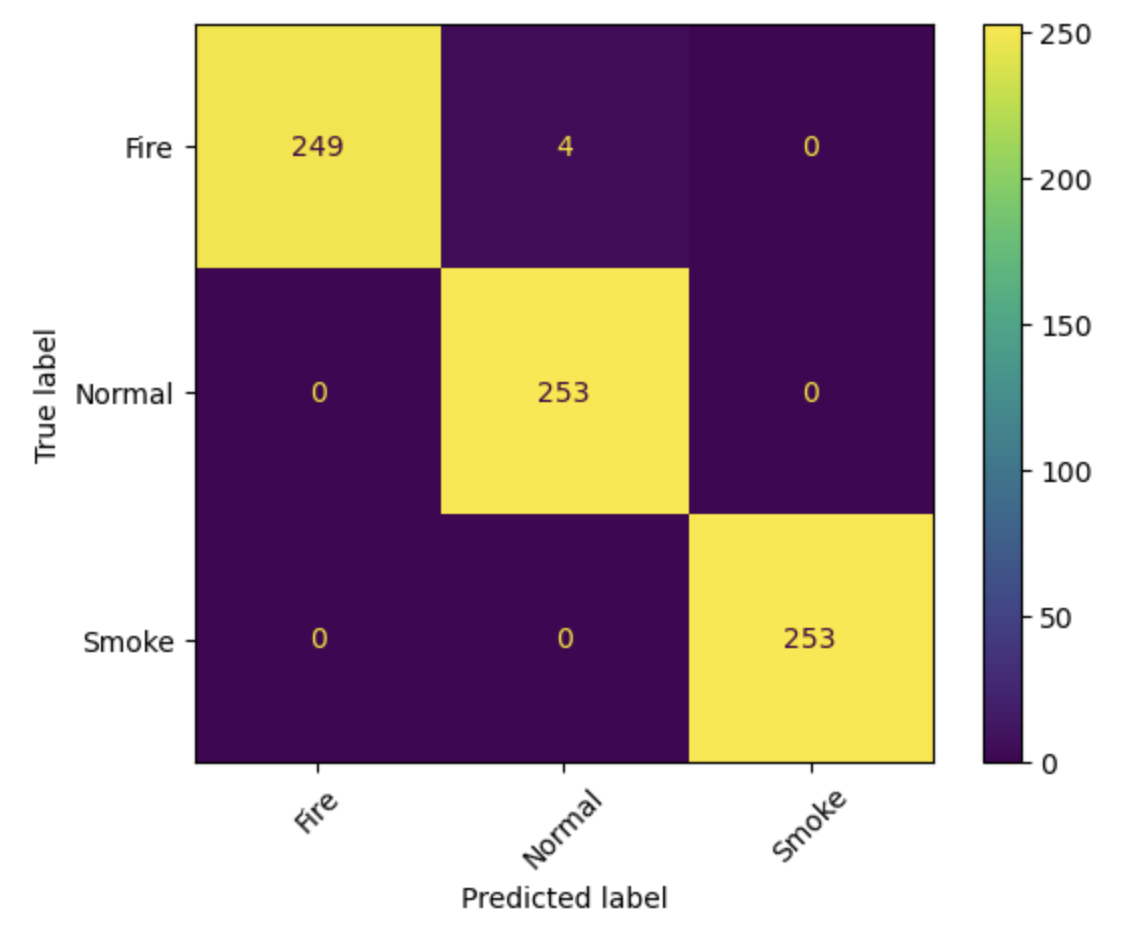 True label
Fire
249 4 0
Normal
0 253 0
Smoke
0 0 253
Fire Normal Smoke
Predicted label
250
200
150
100
50
0